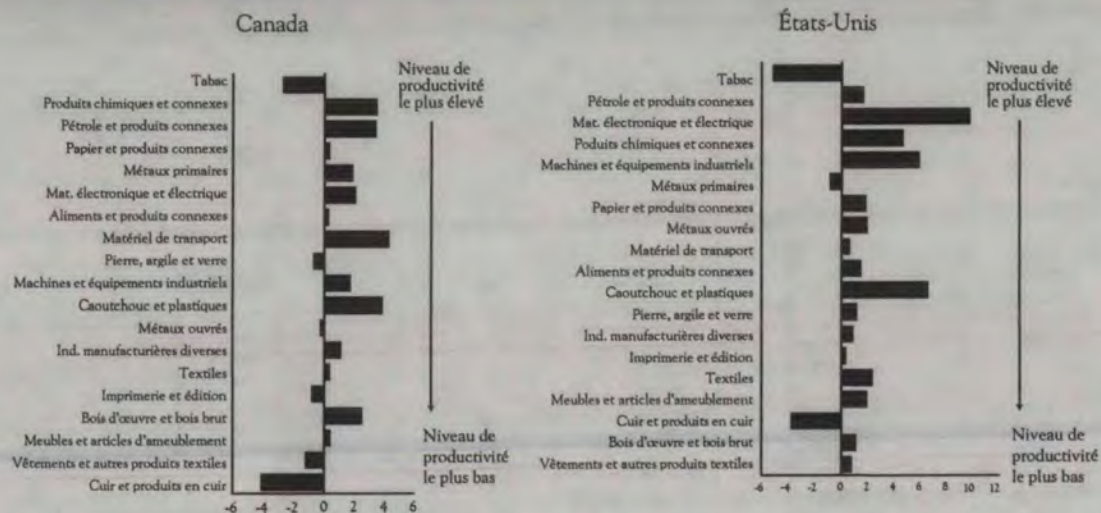 Canada
Tabac
Produits chimiques et connexes
Pétrole et produits connexes
Papier et produits connexes
Métaux primaires
Mat. électronique et électrique
Aliments et produits connexes
Matériel de transport
Pierre, argile et verre
Machines et équipements industriels
Caoutchouc et plastiques
Métaux ouvrés
Ind. manufacturières diverses
Textiles
Imprimerie et édition
Bois d'œuvre et bois brut
Meubles et articles d'ameublement
Vêtements et autres produits textiles
Cuir et produits en cuir
-6 -4 -2 0 2 4 6
Niveau de
productivité
le plus élevé
Niveau de
productivité
le plus bas
États-Unis
Tabac
Pétrole et produits connexes
Mat. électronique et électrique
Poduits chimiques et connexes
Machines et équipements industriels
Métaux primaires
Papier et produits connexes
Métaux ouvrés
Matériel de transport
Aliments et produits connexes
Caoutchouc et plastiques
Pierre, argile et verre
Ind. manufacturières diverses
Imprimerie et édition
Textiles
Meubles et articles d'ameublement
Cuir et produits en cuir
Bois d'œuvre et bois brut
Vêtements et autres produits textiles
-6 -4 -2 0 2 4 6 8 10 12
Niveau de
productivité
le plus élevé
Niveau de
productivité
le plus bas